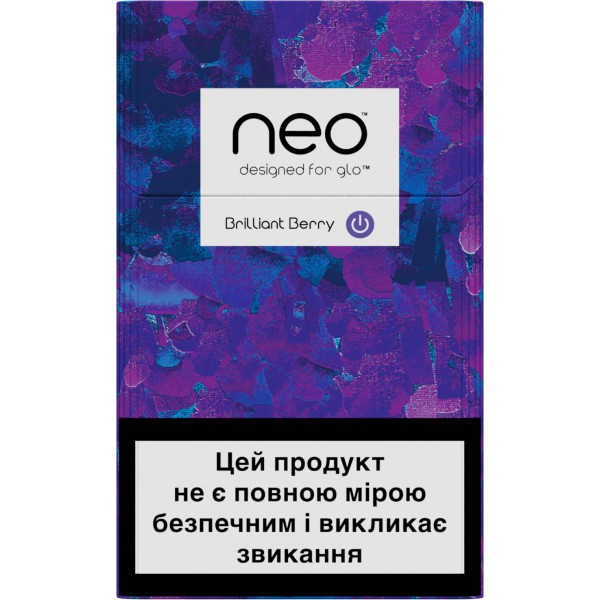 neo™
designed for glo™
Brilliant Berry
Цей продукт
не є повною мірою
безпечним і викликає
звикання